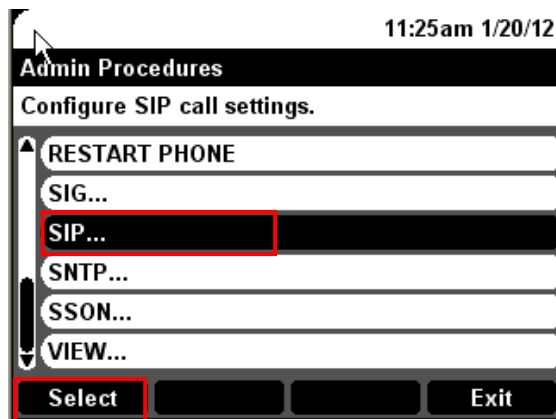 11:25am 1/20/12
Admin Procedures
Configure SIP call settings.
RESTART PHONE
SIG...
SIP...
SNTP...
SSON...
VIEW...
Select Exit